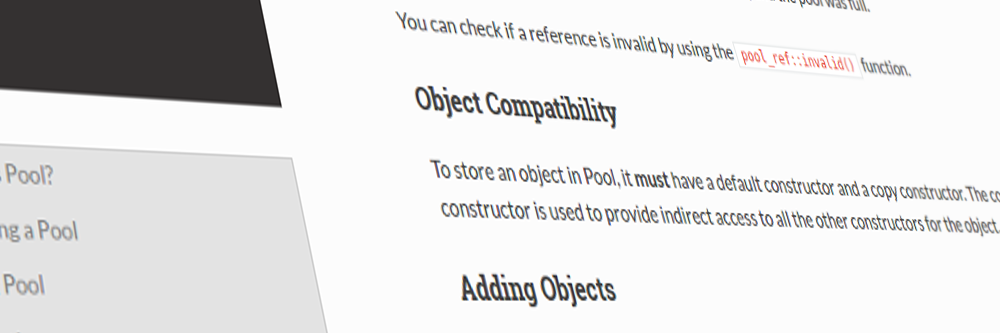 the pool was full.
You can check if a reference is invalid by using the pool_ref::invalid() function.
Object Compatibility
To store an object in Pool, it must have a default constructor and a copy constructor. The
constructor is used to provide indirect access to all the other constructors for the object.
Adding Objects
Pool?
a Pool
Pool